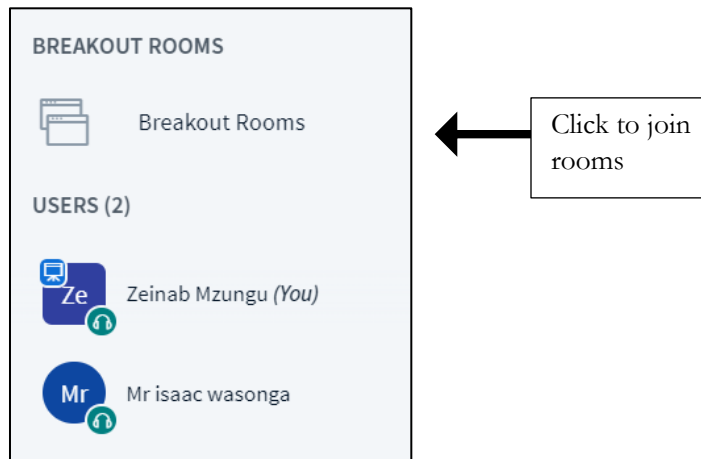 BREAKOUT ROOMS
Breakout Rooms
Click to join
rooms
USERS (2)
Ze
Zeinab Mzungu (You)
Mr
Mr isaac wasonga